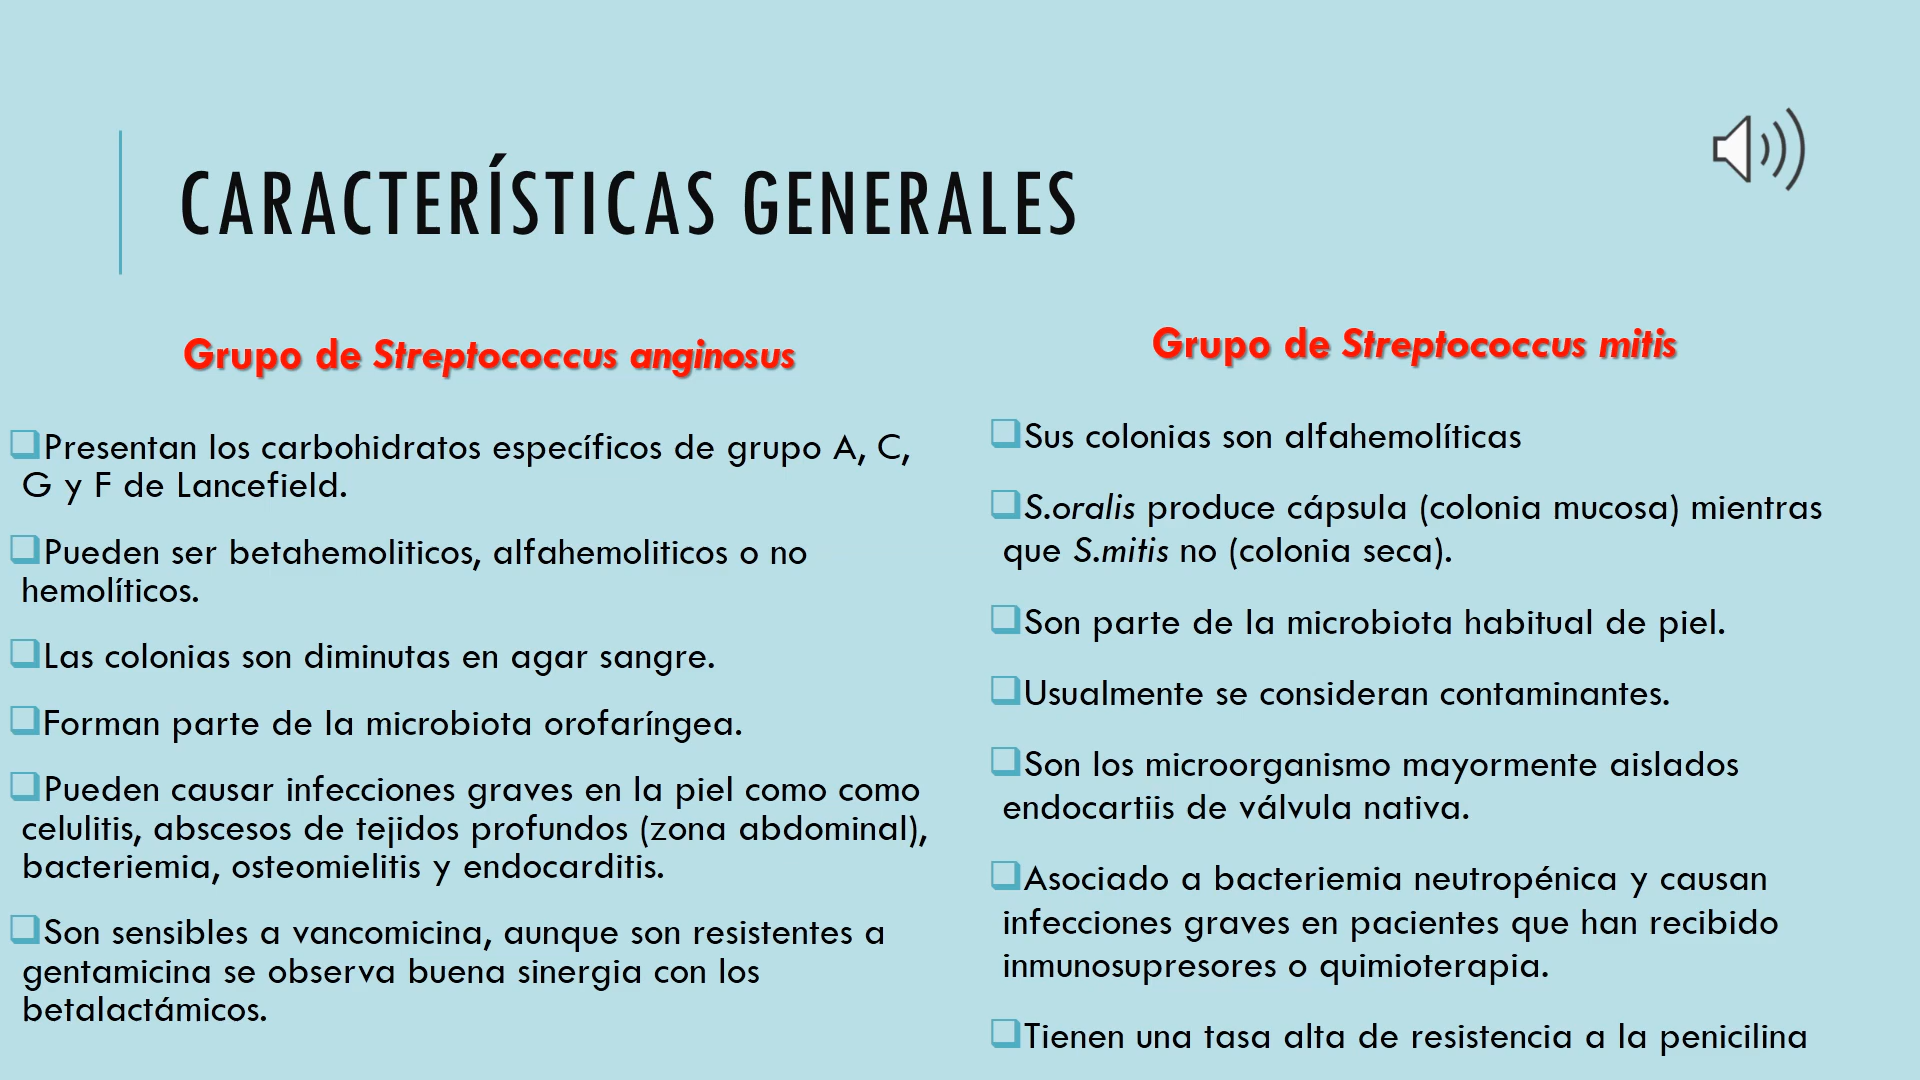 CARACTERÍSTICAS GENERALES
Grupo de Streptococcus anginosus
Presentan los carbohidratos específicos de grupo A, C,
G y F de Lancefield.
Pueden ser betahemoliticos, alfahemoliticos o no
hemolíticos.
Las colonias son diminutas en agar sangre.
Forman parte de la microbiota orofaríngea.
Pueden causar infecciones graves en la piel como como
celulitis, abscesos de tejidos profundos (zona abdominal),
bacteriemia, osteomielitis y endocarditis.
Son sensibles a vancomicina, aunque son resistentes a
gentamicina se observa buena sinergia con los
betalactámicos.
Grupo de Streptococcus mitis
Sus colonias son alfahemolíticas
S.oralis produce cápsula (colonia mucosa) mientras
que S.mitis no (colonia seca).
Son parte de la microbiota habitual de piel.
Usualmente se consideran contaminantes.
Son los microorganismo mayormente aislados
endocartiis de válvula nativa.
Asociado a bacteriemia neutropénica y causan
infecciones graves en pacientes que han recibido
inmunosupresores o quimioterapia.
Tienen una tasa alta de resistencia a la penicilina